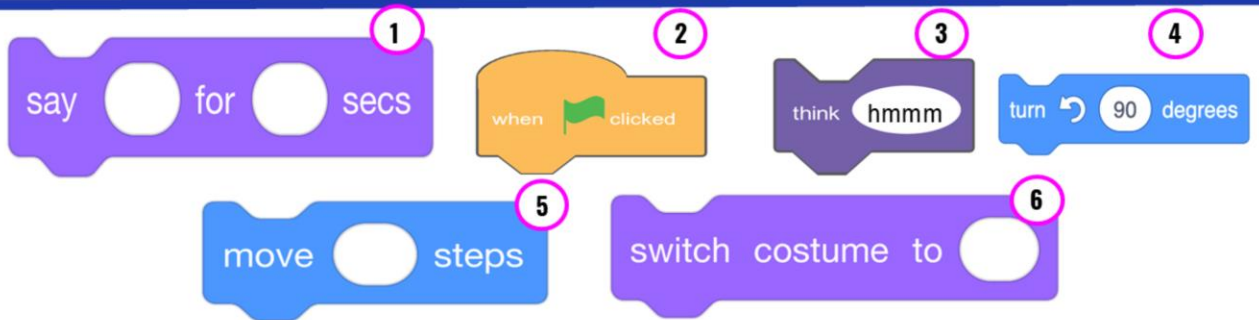 1
say for secs
2
when clicked
3
think hmmm
4
turn 90 degrees
5
move steps
6
switch costume to